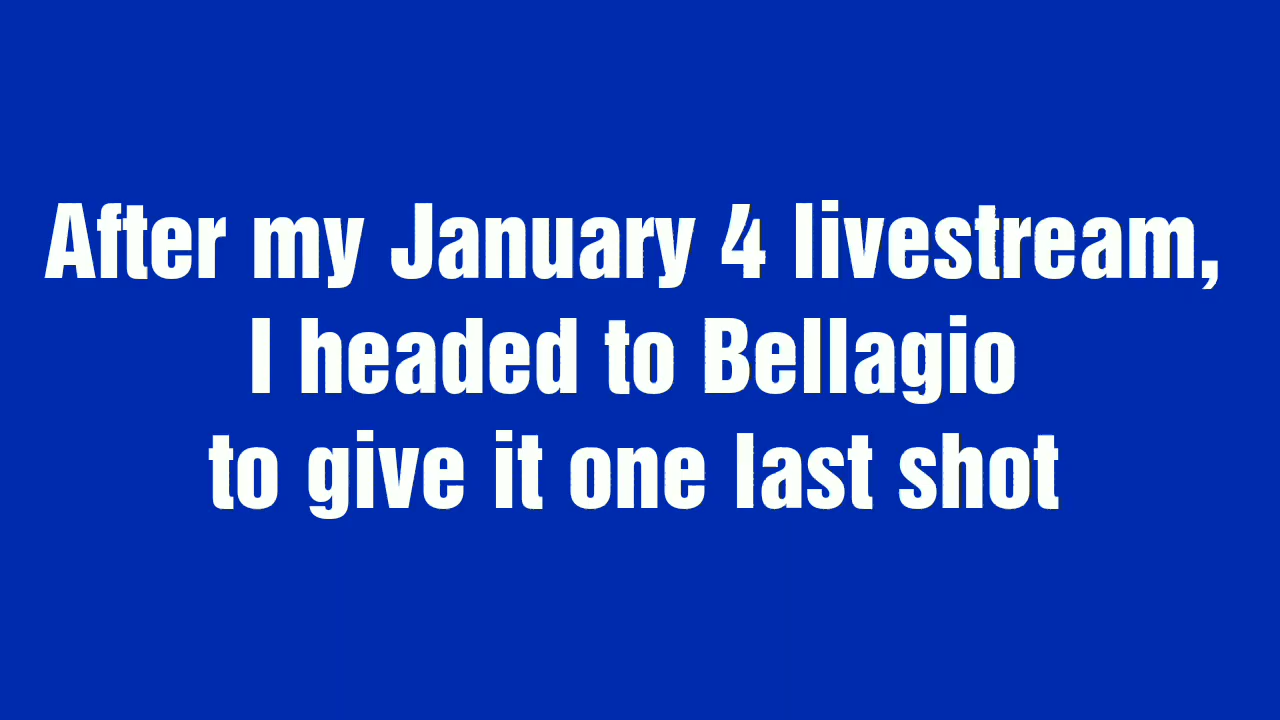 After my January 4 livestream,
I headed to Bellagio
to give it one last shot